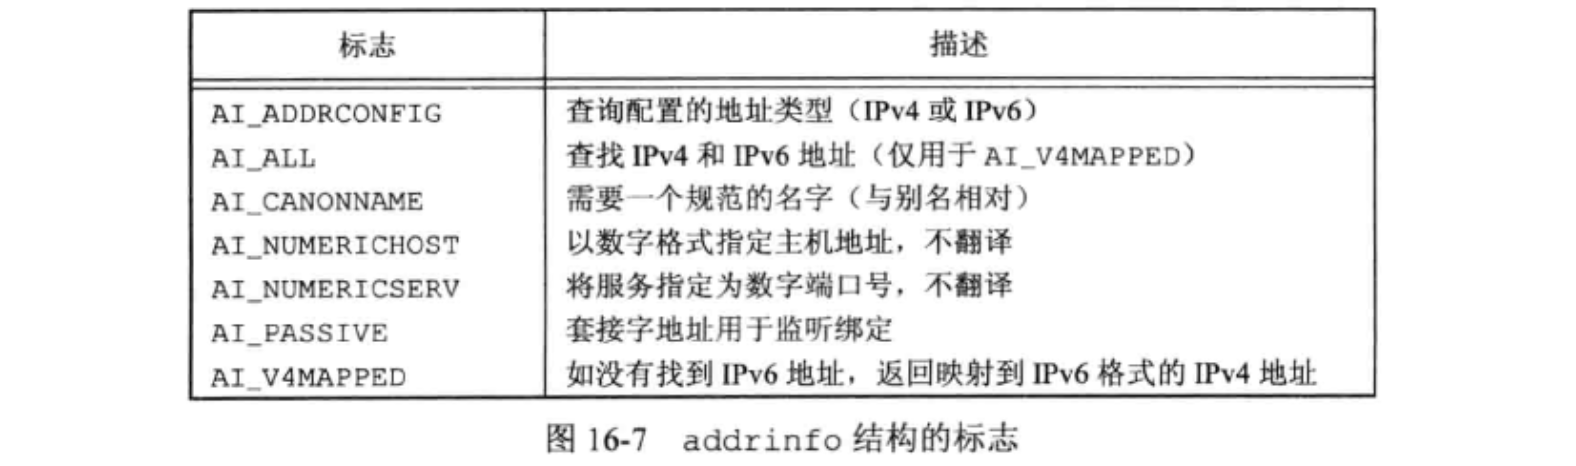 标志 描述
AI_ADDRCONFIG 查询配置的地址类型（IPv4 或 IPv6）
AI_ALL 查找 IPv4 和 IPv6 地址（仅用于 AI_V4MAPPED）
AI_CANONNAME 需要一个规范的名字（与别名相对）
AI_NUMERICHOST 以数字格式指定主机地址，不翻译
AI_NUMERICSERV 将服务指定为数字端口号，不翻译
AI_PASSIVE 套接字地址用于监听绑定
AI_V4MAPPED 如没有找到 IPv6 地址，返回映射到 IPv6 格式的 IPv4 地址
图 16-7 addrinfo 结构的标志